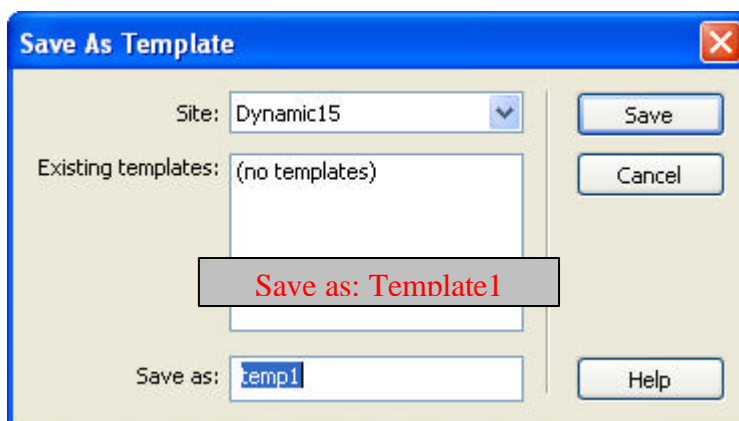 Save As Template
Site: Dynamic15 Save
Existing templates: (no templates) Cancel
Save as: Template1
Save as: temp1 Help